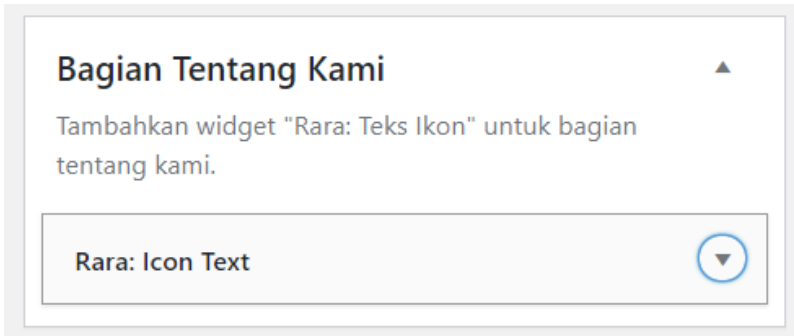 Bagian Tentang Kami
Tambahkan widget "Rara: Teks Ikon" untuk bagian
tentang kami.
Rara: Icon Text